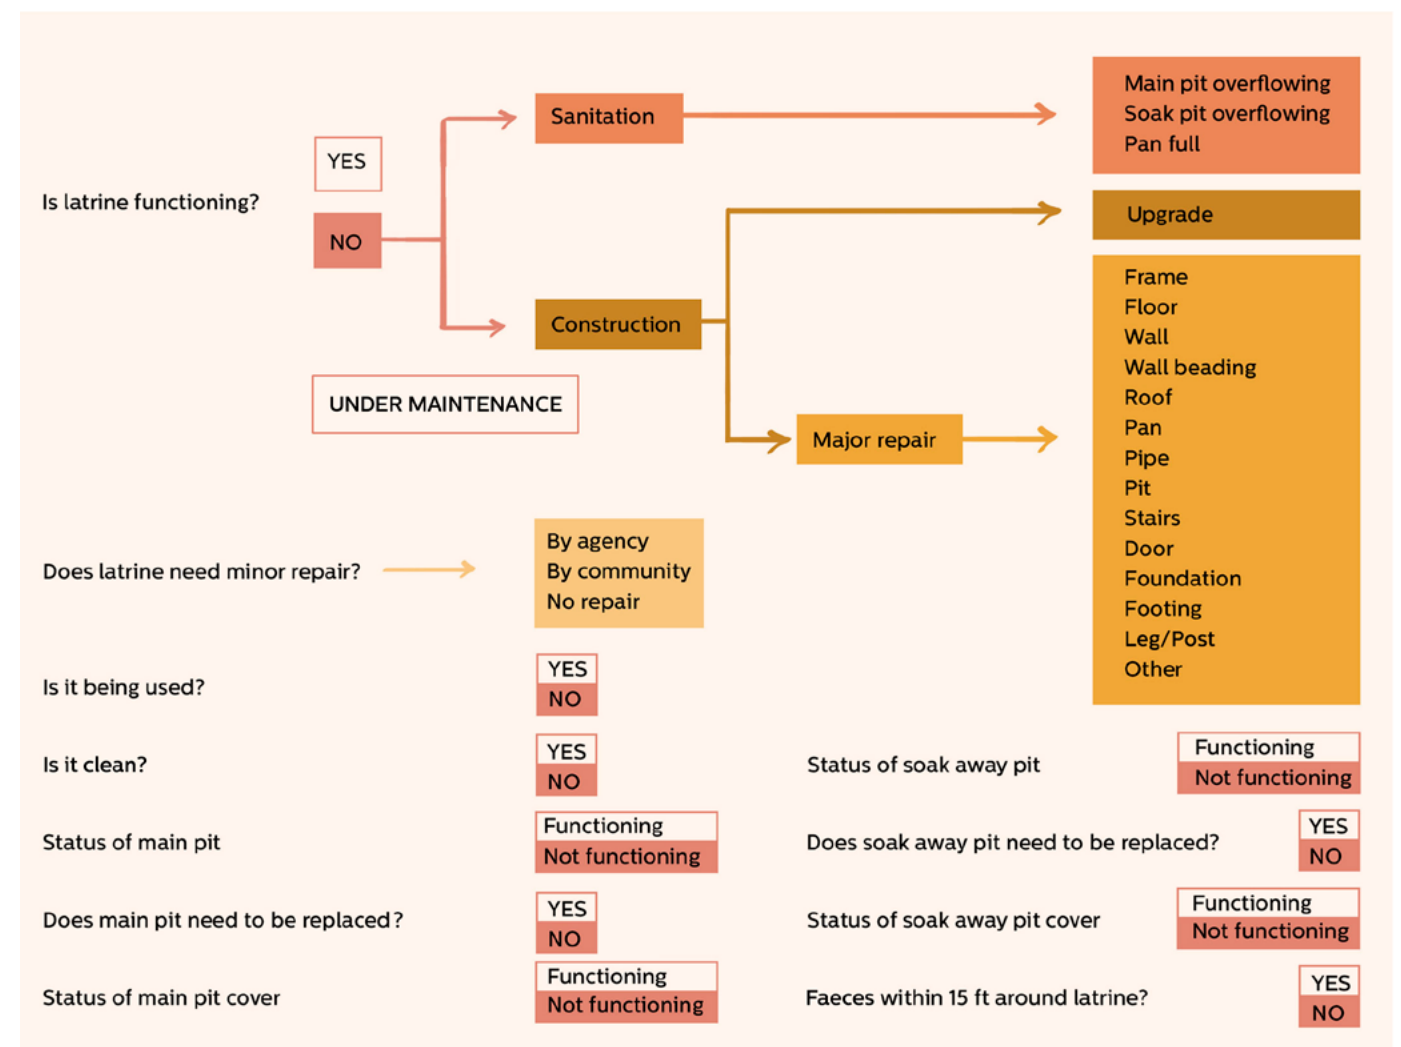 Is latrine functioning?
YES
NO
UNDER MAINTENANCE
Sanitation
Main pit overflowing
Soak pit overflowing
Pan full
Construction
Upgrade
Major repair
Frame
Floor
Wall
Wall beading
Roof
Pan
Pipe
Pit
Stairs
Door
Foundation
Footing
Leg/Post
Other
Does latrine need minor repair?
By agency
By community
No repair
Is it being used?
YES
NO
Is it clean?
YES
NO
Status of main pit
Functioning
Not functioning
Does main pit need to be replaced?
YES
NO
Status of main pit cover
Functioning
Not functioning
Status of soak away pit
Functioning
Not functioning
Does soak away pit need to be replaced?
YES
NO
Status of soak away pit cover
Functioning
Not functioning
Faeces within 15 ft around latrine?
YES
NO